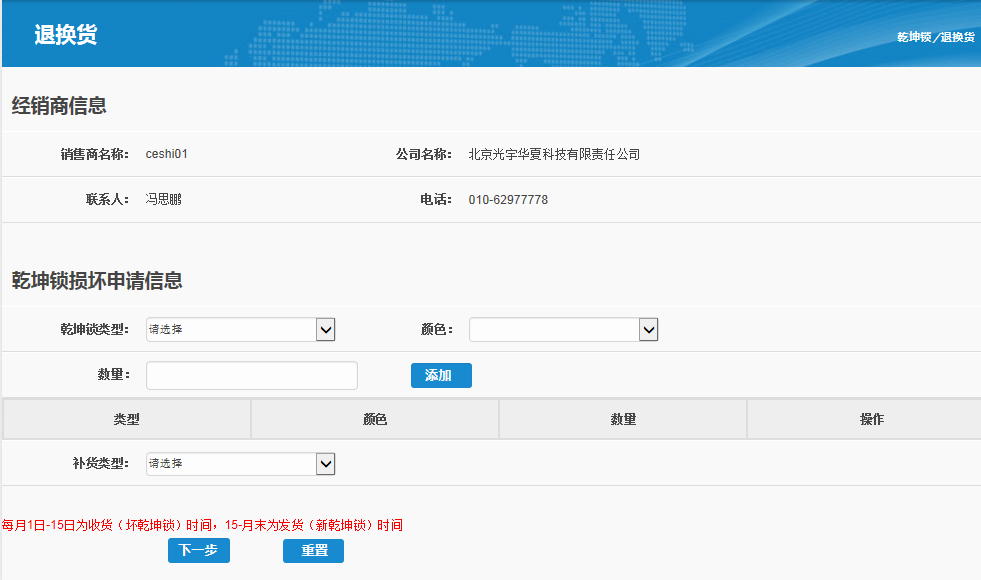 退换货
乾坤锁/退换货
经销商信息
销售商名称： ceshi01 公司名称： 北京光宇华夏科技有限责任公司
联系人： 冯思鹏 电话： 010-62977778
乾坤锁损坏申请信息
乾坤锁类型： 请选择 颜色：
数量： 添加
类型 颜色 数量 操作
补货类型： 请选择
每月1日-15日为收货（坏乾坤锁）时间，15-月末为发货（新乾坤锁）时间
下一步 重置